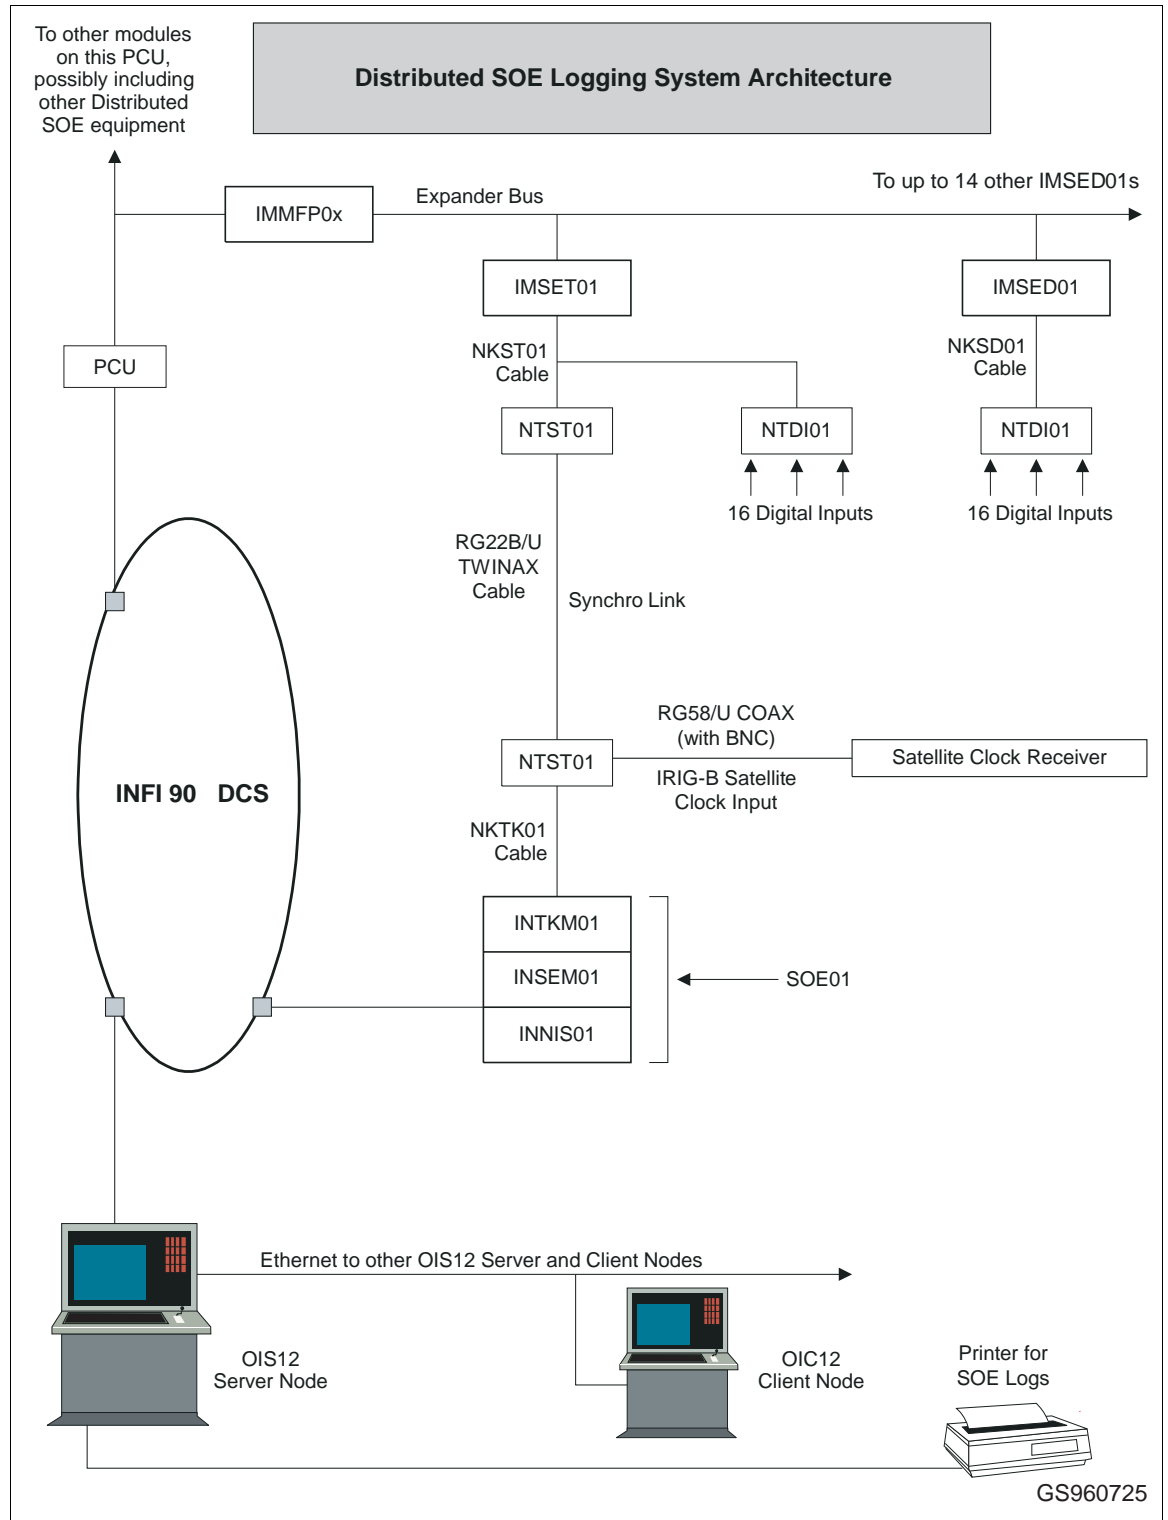 To other modules
on this PCU,
possibly including
other Distributed
SOE equipment
Distributed SOE Logging System Architecture
To up to 14 other IMSED01s
Expander Bus
IMMFP0x
IMSET01
IMSED01
NKST01
Cable
NKSD01
Cable
PCU
NTST01
NTDI01
NTDI01
16 Digital Inputs
16 Digital Inputs
RG22B/U
TWINAX
Cable
Synchro Link
RG58/U COAX
(with BNC)
NTST01
Satellite Clock Receiver
IRIG-B Satellite
Clock Input
INFI 90 DCS
NKTK01
Cable
INTKM01
INSEM01
SOE01
INNIS01
Ethernet to other OIS12 Server and Client Nodes
OIS12
Server Node
OIC12
Client Node
Printer for
SOE Logs
GS960725